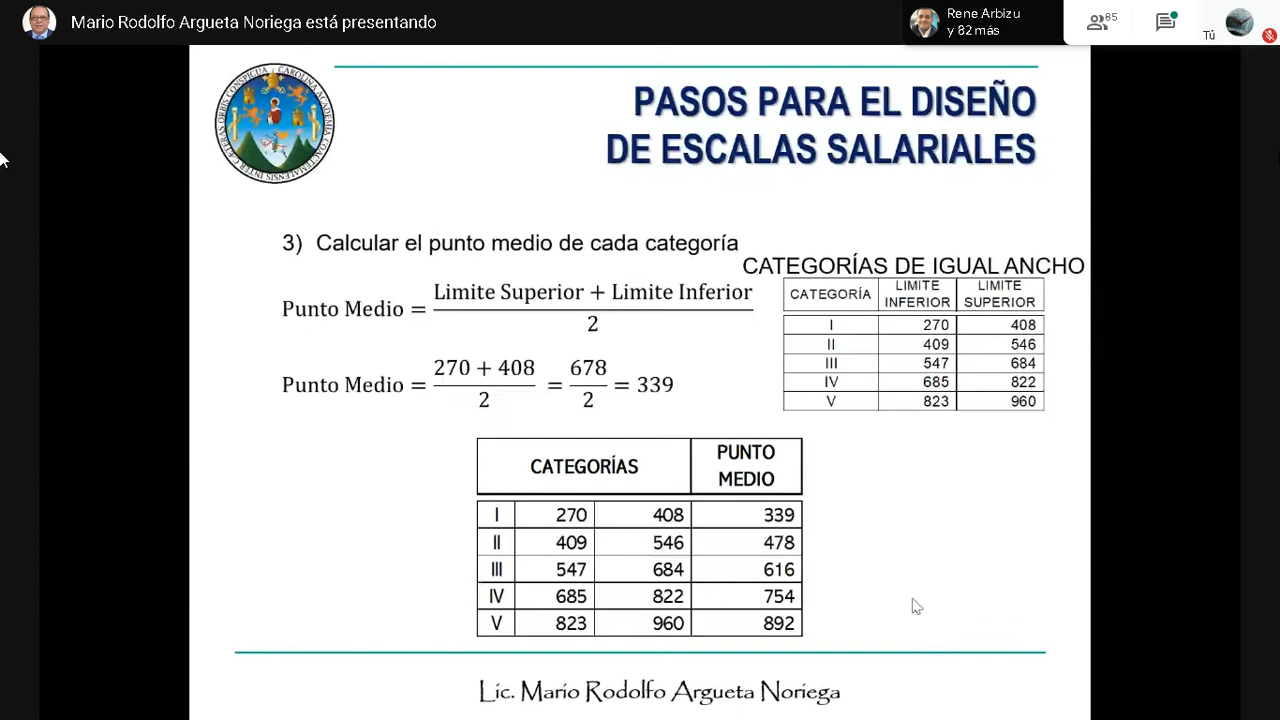 Mario Rodolfo Argueta Noriega está presentando
Rene Arbizu
y 82 más
85
Tú
PASOS PARA EL DISEÑO
DE ESCALAS SALARIALES
3) Calcular el punto medio de cada categoría
Punto Medio = (Limite Superior + Limite Inferior) / 2
Punto Medio = (270 + 408) / 2 = 678 / 2 = 339
CATEGORÍAS DE IGUAL ANCHO
CATEGORÍA LIMITE INFERIOR LIMITE SUPERIOR
I 270 408
II 409 546
III 547 684
IV 685 822
V 823 960
CATEGORÍAS PUNTO MEDIO
I 270 408 339
II 409 546 478
III 547 684 616
IV 685 822 754
V 823 960 892
Lic. Mario Rodolfo Argueta Noriega